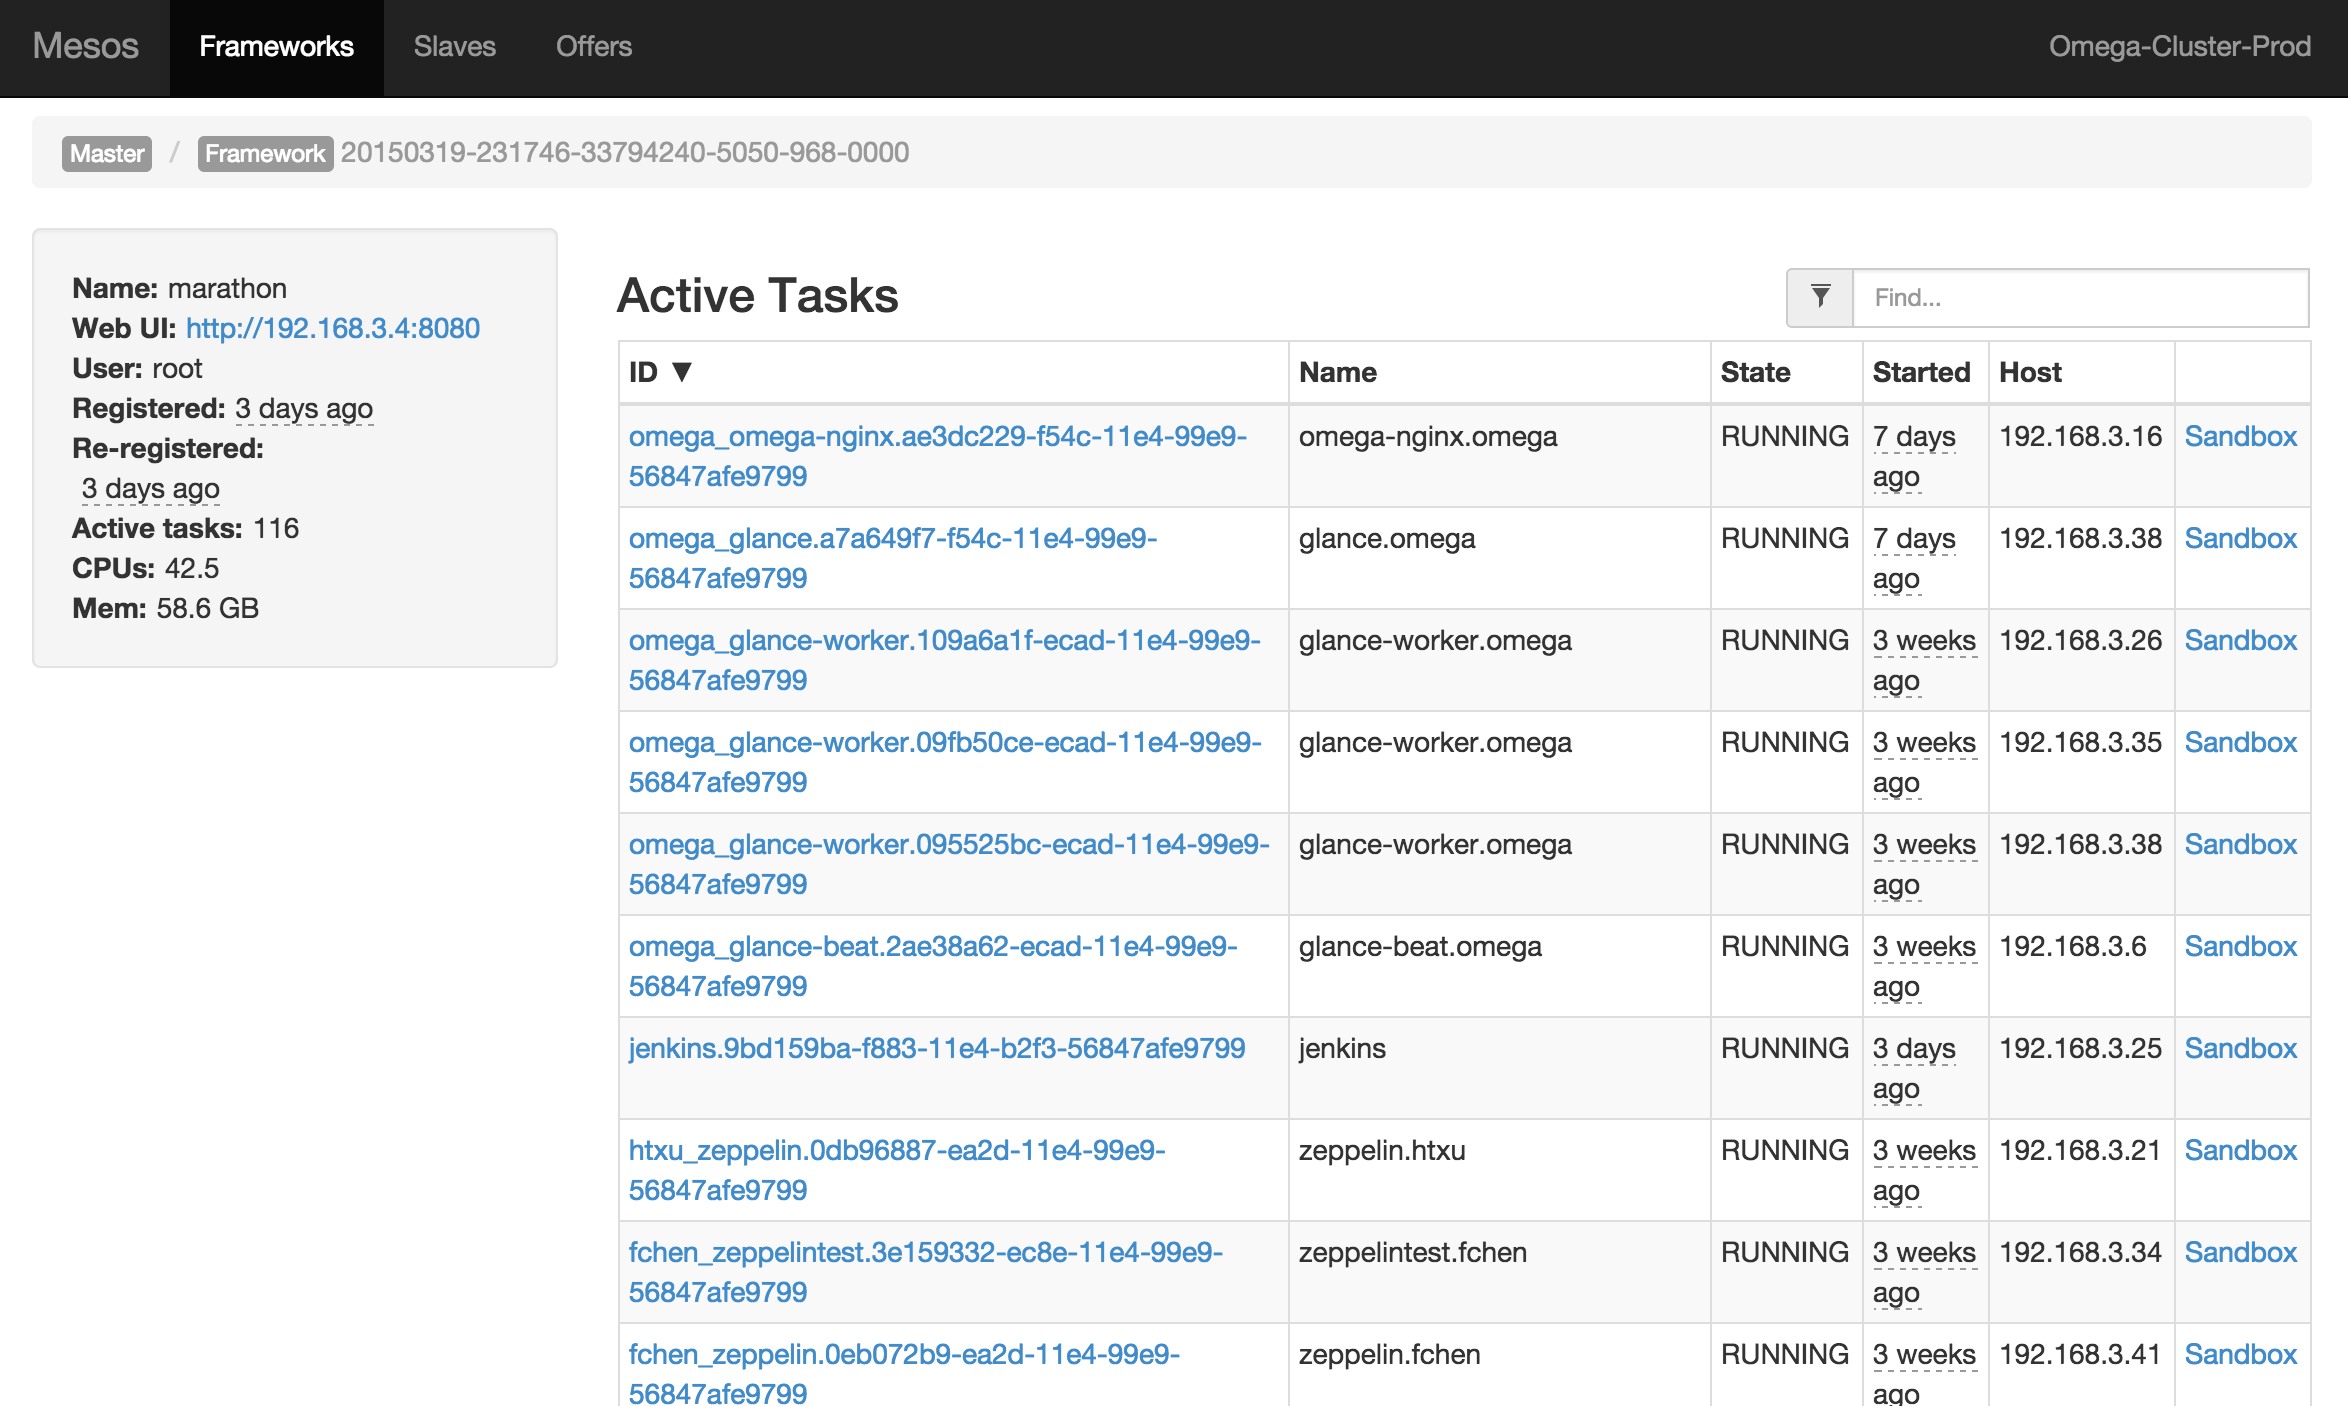 Mesos Frameworks Slaves Offers Omega-Cluster-Prod
Master / Framework 20150319-231746-33794240-5050-968-0000
Name: marathon
Web UI: http://192.168.3.4:8080
User: root
Registered: 3 days ago
Re-registered:
3 days ago
Active tasks: 116
CPUs: 42.5
Mem: 58.6 GB
Active Tasks
Find...
ID ▼ Name State Started Host
omega_omega-nginx.ae3dc229-f54c-11e4-99e9- omega-nginx.omega RUNNING 7 days 192.168.3.16 Sandbox
56847afe9799 ago
omega_glance.a7a649f7-f54c-11e4-99e9- glance.omega RUNNING 7 days 192.168.3.38 Sandbox
56847afe9799 ago
omega_glance-worker.109a6a1f-ecad-11e4-99e9- glance-worker.omega RUNNING 3 weeks 192.168.3.26 Sandbox
56847afe9799 ago
omega_glance-worker.09fb50ce-ecad-11e4-99e9- glance-worker.omega RUNNING 3 weeks 192.168.3.35 Sandbox
56847afe9799 ago
omega_glance-worker.095525bc-ecad-11e4-99e9- glance-worker.omega RUNNING 3 weeks 192.168.3.38 Sandbox
56847afe9799 ago
omega_glance-beat.2ae38a62-ecad-11e4-99e9- glance-beat.omega RUNNING 3 weeks 192.168.3.6 Sandbox
56847afe9799 ago
jenkins.9bd159ba-f883-11e4-b2f3-56847afe9799 jenkins RUNNING 3 days 192.168.3.25 Sandbox
ago
htxu_zeppelin.0db96887-ea2d-11e4-99e9- zeppelin.htxu RUNNING 3 weeks 192.168.3.21 Sandbox
56847afe9799 ago
fchen_zeppelintest.3e159332-ec8e-11e4-99e9- zeppelintest.fchen RUNNING 3 weeks 192.168.3.34 Sandbox
56847afe9799 ago
fchen_zeppelin.0eb072b9-ea2d-11e4-99e9- zeppelin.fchen RUNNING 3 weeks 192.168.3.41 Sandbox
56847afe9799 ago